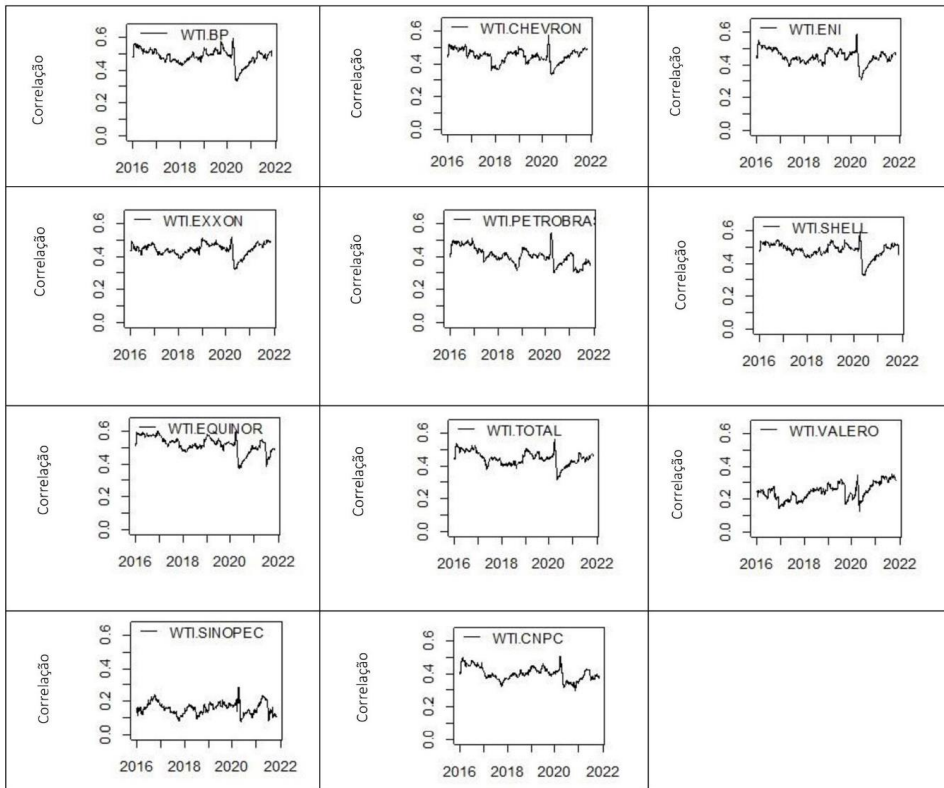 Correlação
WTI.BP
0.0 0.2 0.4 0.6
2016 2018 2020 2022
Correlação
WTI.CHEVRON
0.0 0.2 0.4 0.6
2016 2018 2020 2022
Correlação
WTI.ENI
0.0 0.2 0.4 0.6
2016 2018 2020 2022
Correlação
WTI.EXXON
0.0 0.2 0.4 0.6
2016 2018 2020 2022
Correlação
WTI.PETROBRAS
0.0 0.2 0.4 0.6
2016 2018 2020 2022
Correlação
WTI.SHELL
0.0 0.2 0.4 0.6
2016 2018 2020 2022
Correlação
WTI.EQUINOR
0.0 0.2 0.4 0.6
2016 2018 2020 2022
Correlação
WTI.TOTAL
0.0 0.2 0.4 0.6
2016 2018 2020 2022
Correlação
WTI.VALERO
0.0 0.2 0.4 0.6
2016 2018 2020 2022
Correlação
WTI.SINOPEC
0.0 0.2 0.4 0.6
2016 2018 2020 2022
Correlação
WTI.CNPC
0.0 0.2 0.4 0.6
2016 2018 2020 2022